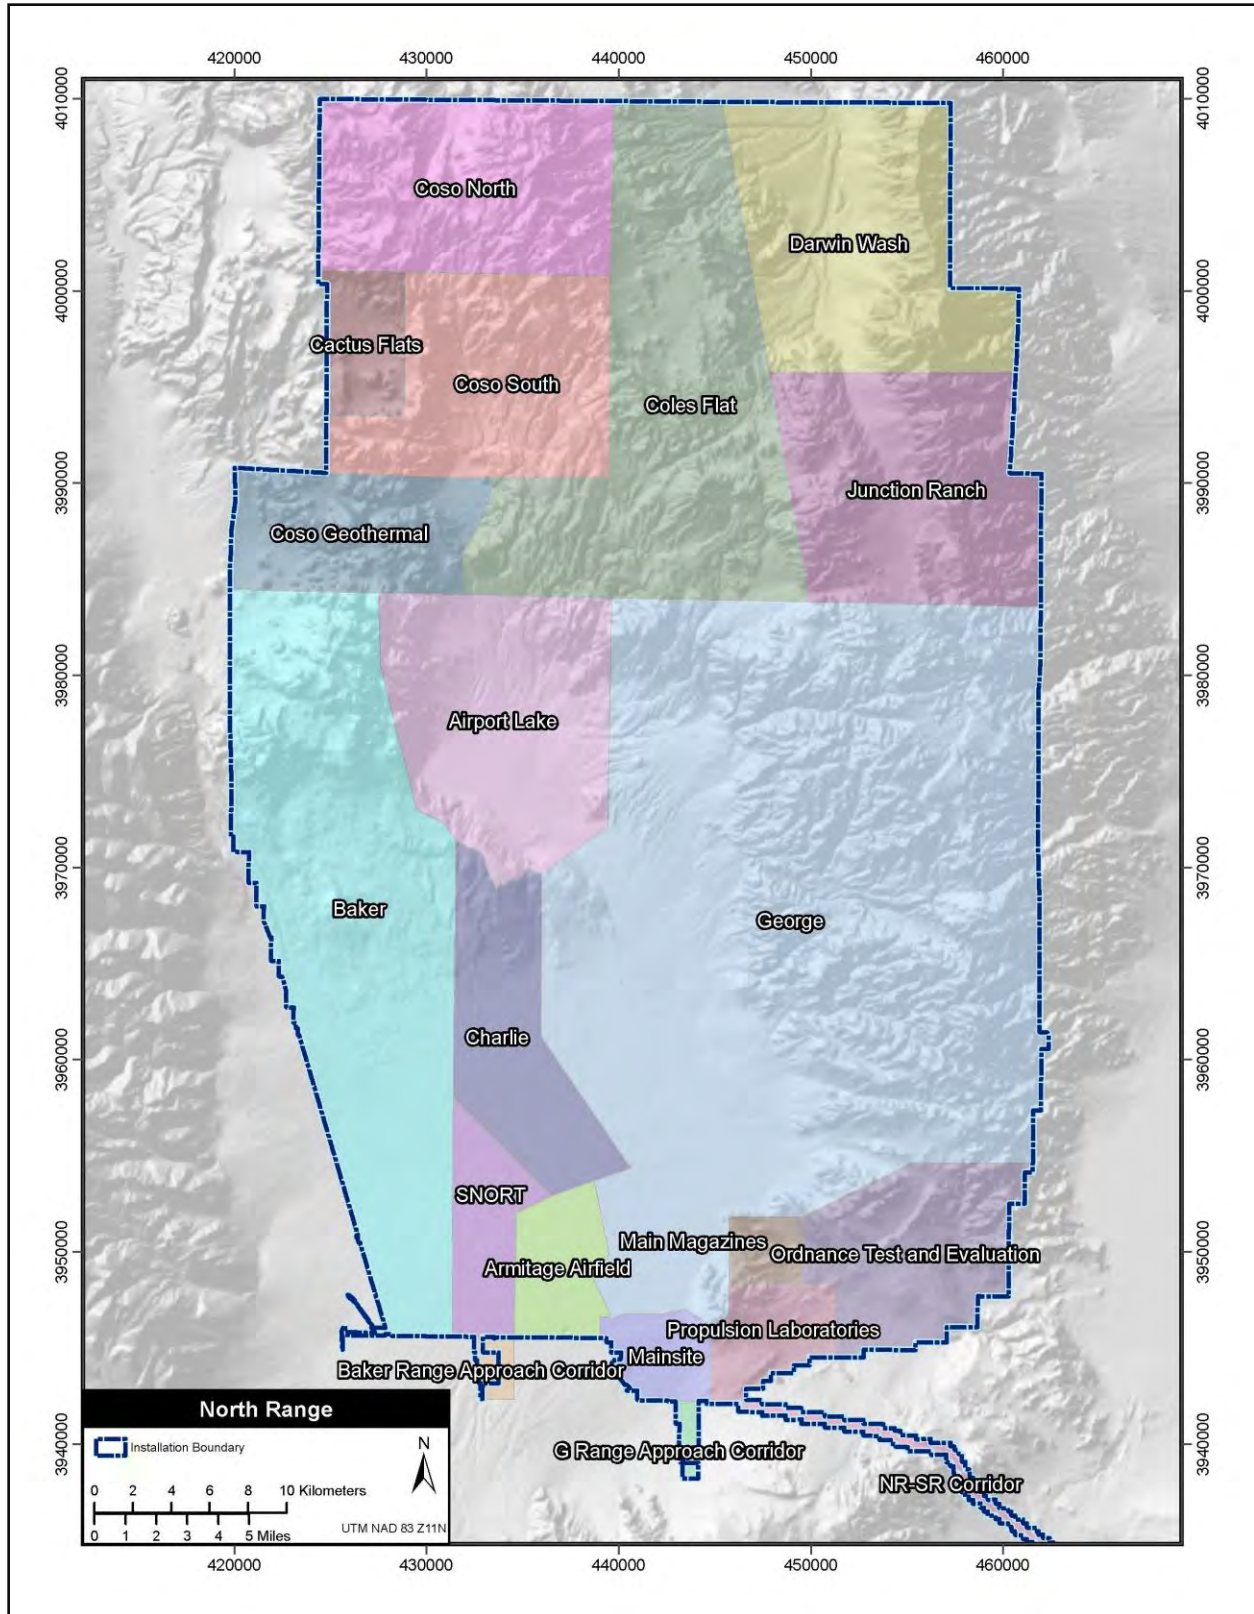 420000 430000 440000 450000 460000
4010000 4010000
Coso North
Darwin Wash
4000000 4000000
Cactus Flats
Coso South
Coles Flat
3990000 3990000
Junction Ranch
Coso Geothermal
3980000 3980000
Airport Lake
3970000 3970000
Baker
George
3960000 3960000
Charlie
SNORT
3950000 3950000
Main Magazines
Ordnance Test and Evaluation
Armitage Airfield
Propulsion Laboratories
Mainsite
Baker Range Approach Corridor
3940000 3940000
G Range Approach Corridor
NR-SR Corridor
North Range
Installation Boundary
N
0 2 4 6 8 10 Kilometers
0 1 2 3 4 5 Miles
UTM NAD 83 Z11N
420000 430000 440000 450000 460000